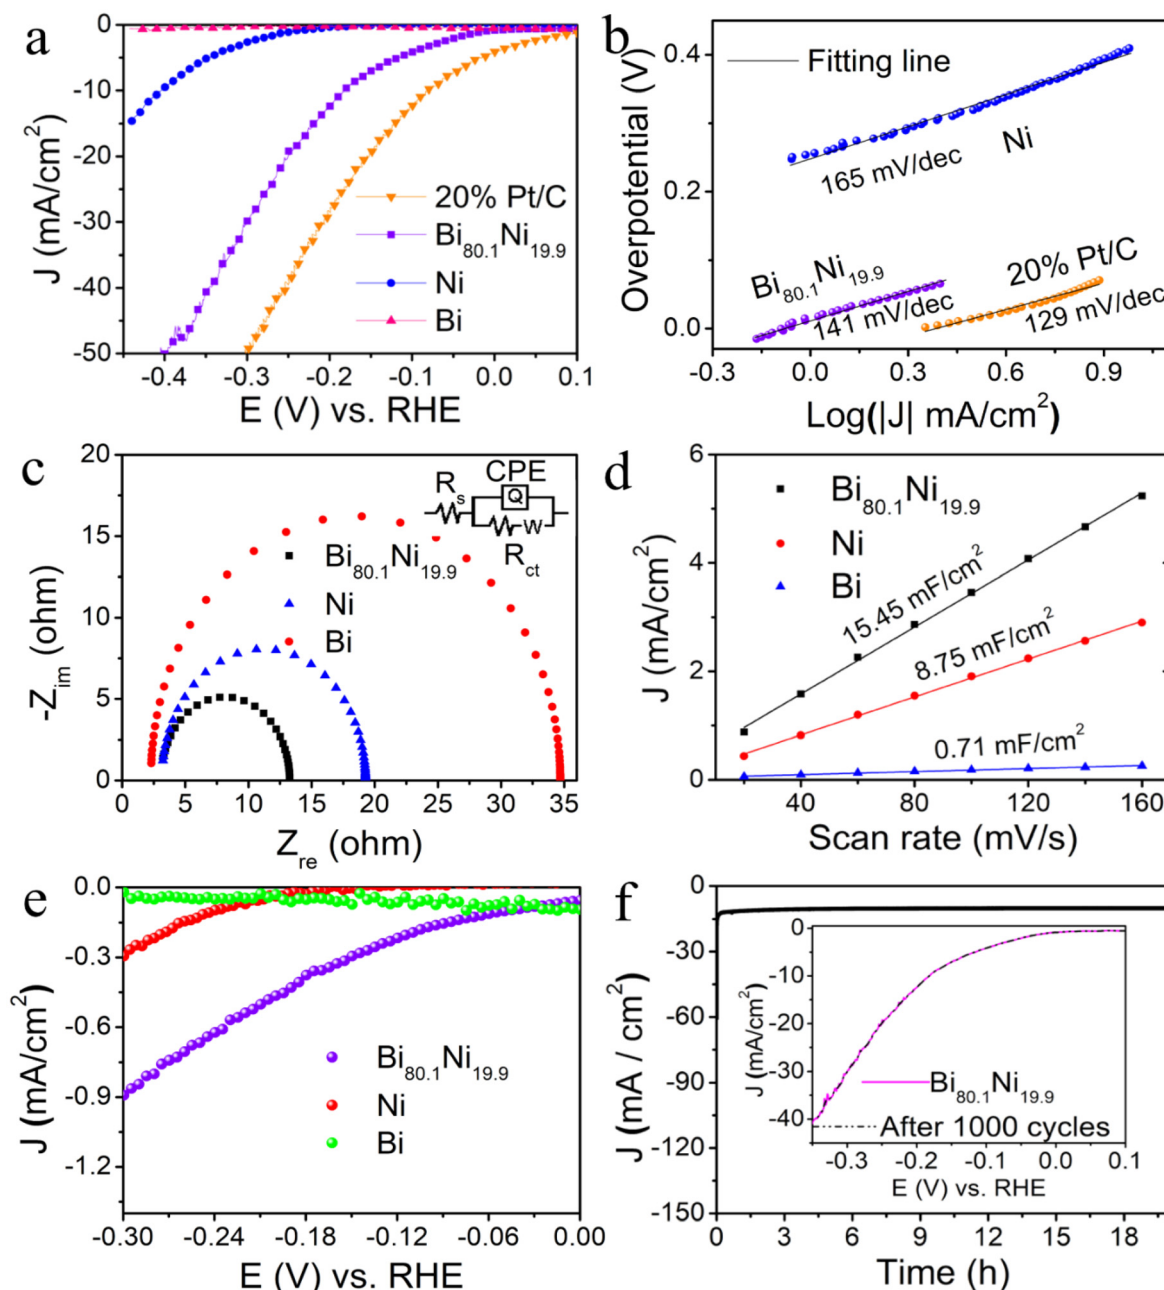 a
0
-10
-20
-30
-40
-50
J (mA/cm²)
20% Pt/C
Bi80.1Ni19.9
Ni
Bi
-0.4 -0.3 -0.2 -0.1 0.0 0.1
E (V) vs. RHE
b
0.4
0.2
0.0
Overpotential (V)
Fitting line
Ni
165 mV/dec
Bi80.1Ni19.9
141 mV/dec
20% Pt/C
129 mV/dec
-0.3 0.0 0.3 0.6 0.9
Log(|J| mA/cm²)
c
20
15
10
5
0
-Zim (ohm)
Rs
CPE
Q
W
Rct
Bi80.1Ni19.9
Ni
Bi
0 5 10 15 20 25 30 35
Zre (ohm)
d
6
4
2
0
J (mA/cm²)
Bi80.1Ni19.9
Ni
Bi
15.45 mF/cm²
8.75 mF/cm²
0.71 mF/cm²
40 80 120 160
Scan rate (mV/s)
e
0.0
-0.3
-0.6
-0.9
-1.2
J (mA/cm²)
Bi80.1Ni19.9
Ni
Bi
-0.30 -0.24 -0.18 -0.12 -0.06 0.00
E (V) vs. RHE
f
0
-30
-60
-90
-120
-150
J (mA / cm²)
0
-10
-20
-30
-40
J (mA/cm²)
Bi80.1Ni19.9
After 1000 cycles
-0.3 -0.2 -0.1 0.0 0.1
E (V) vs. RHE
0 3 6 9 12 15 18
Time (h)